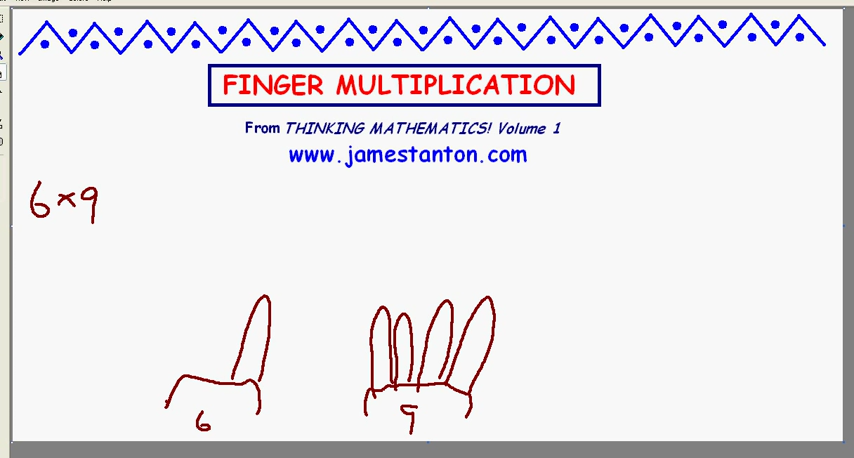 FINGER MULTIPLICATION
From THINKING MATHEMATICS! Volume 1
www.jamestanton.com
6×9
6 9